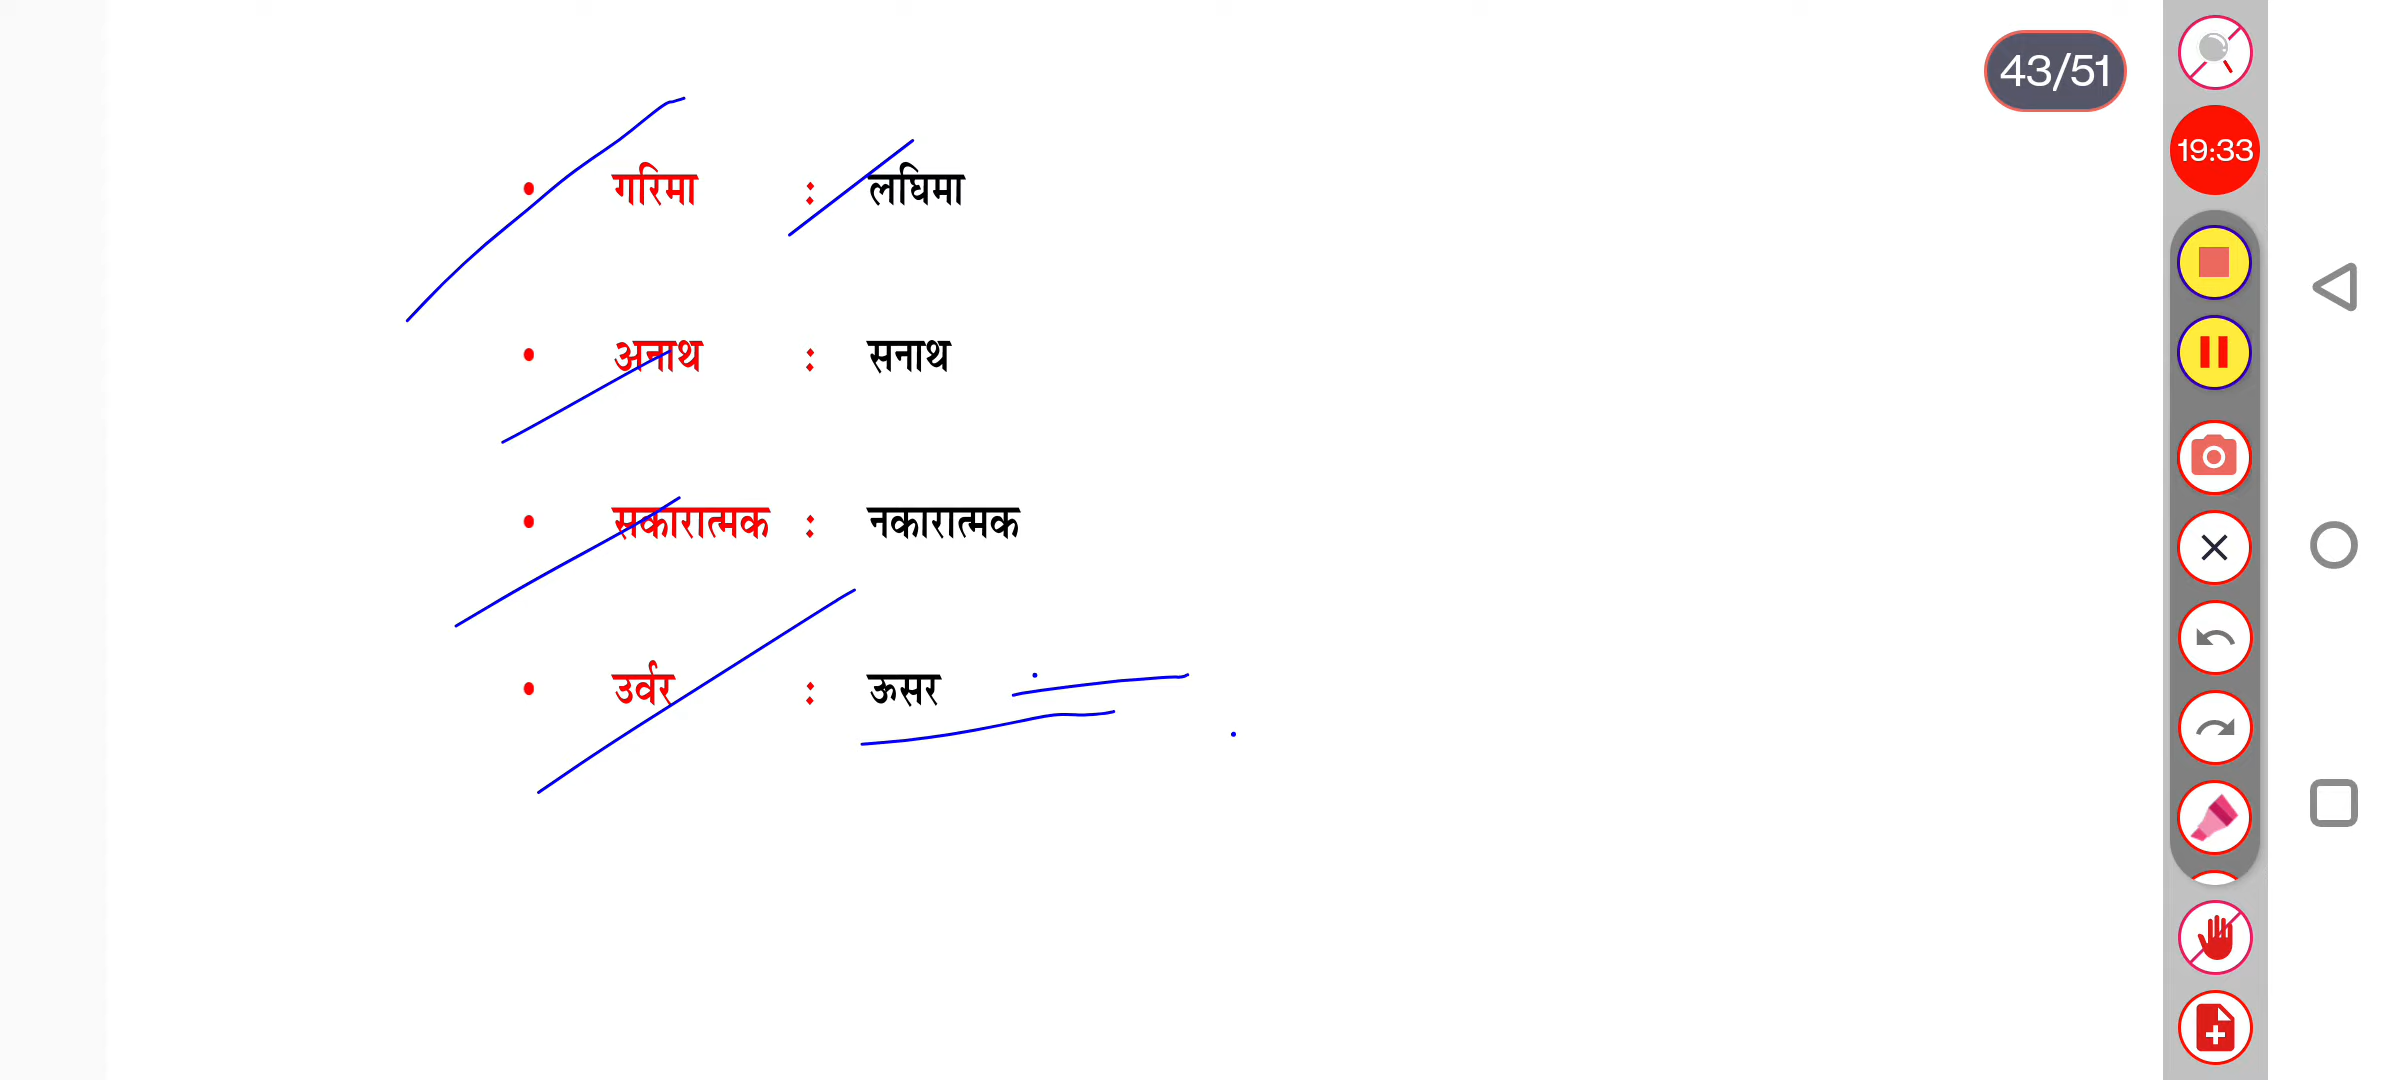 43/51
19:33
• गरिमा : लघिमा
• अनाथ : सनाथ
• सकारात्मक : नकारात्मक
• उर्वर : ऊसर